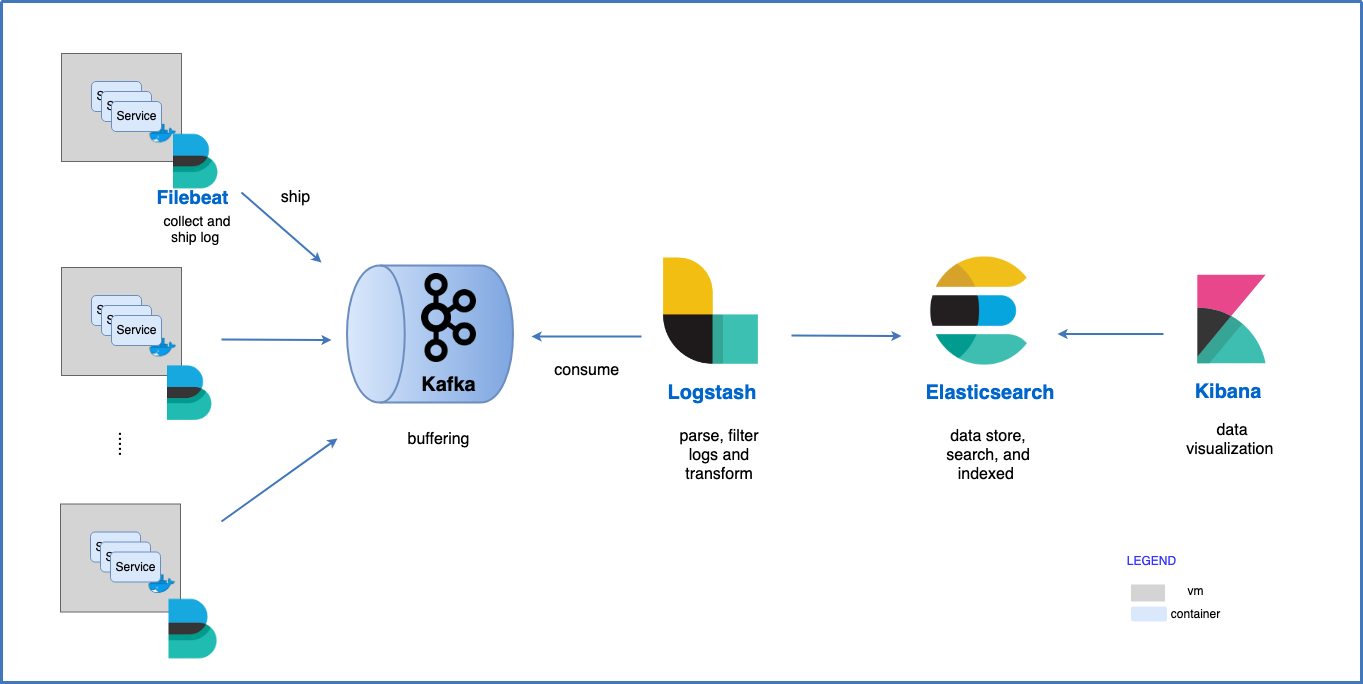 S
S
Service
Filebeat
collect and
ship log
ship
S
S
Service
Kafka
buffering
consume
Logstash
parse, filter
logs and
transform
Elasticsearch
data store,
search, and
indexed
Kibana
data
visualization
S
S
Service
LEGEND
vm
container